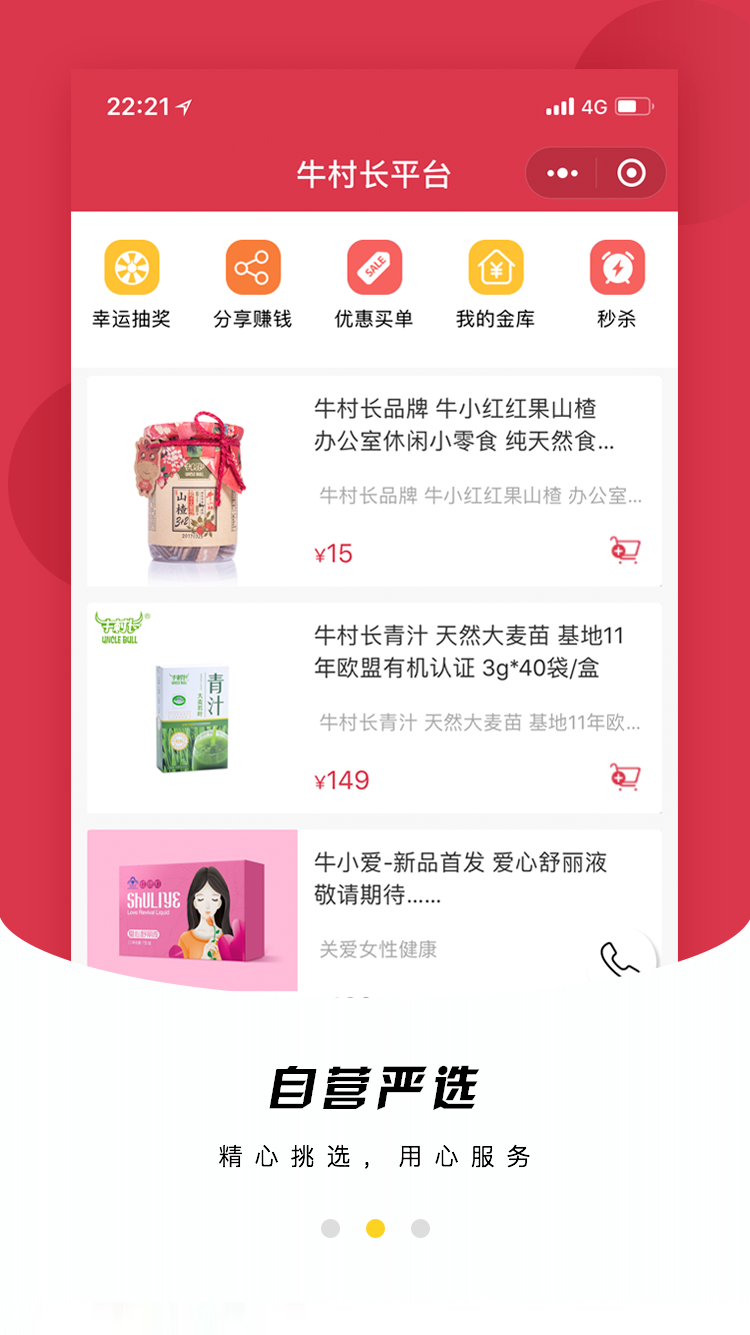 22:21
4G
牛村长平台
SALE
幸运抽奖 分享赚钱 优惠买单 我的金库 秒杀
牛村长品牌 牛小红红果山楂
办公室休闲小零食 纯天然食...
牛村长品牌 牛小红红果山楂 办公室...
¥15
UNCLE BULL
山楂
牛村长
UNCLE BULL
牛村长青汁 天然大麦苗 基地11
年欧盟有机认证 3g*40袋/盒
牛村长青汁 天然大麦苗 基地11年欧...
¥149
青汁
牛小爱-新品首发 爱心舒丽液
敬请期待......
关爱女性健康
ShULiYE
Love Revival Liquid
自营严选
精心挑选，用心服务